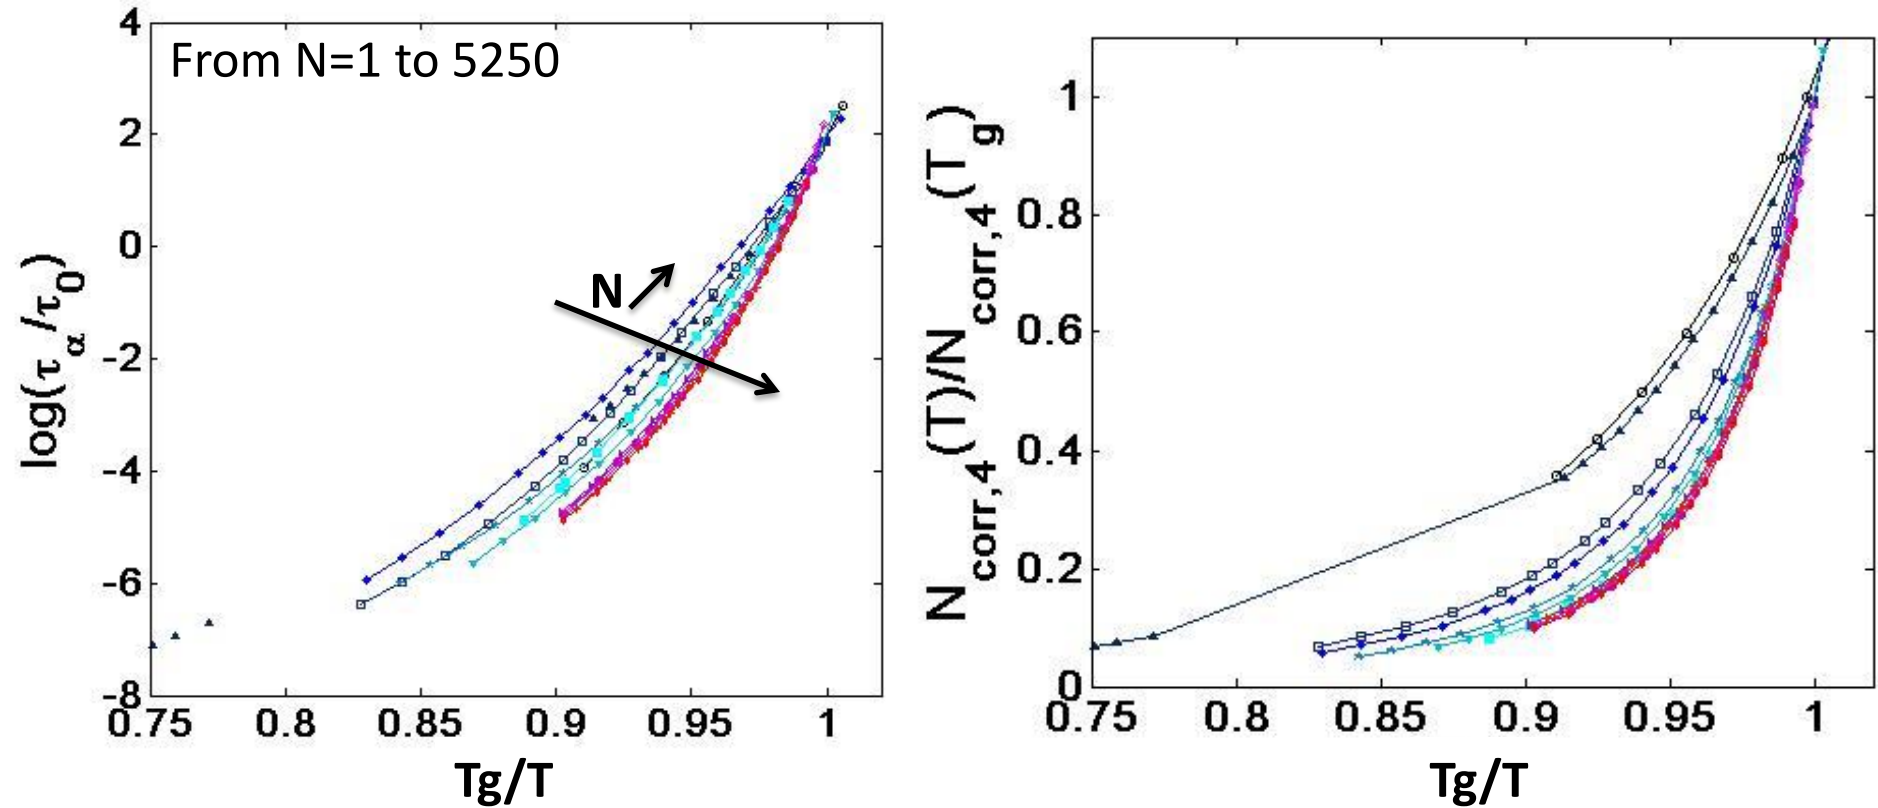 From N=1 to 5250
4
2
0
-2
-4
-6
-8
log(τα/τ0)
N
0.75 0.8 0.85 0.9 0.95 1
Tg/T
1
0.8
0.6
0.4
0.2
0
Ncorr,4(T)/Ncorr,4(Tg)
0.75 0.8 0.85 0.9 0.95 1
Tg/T